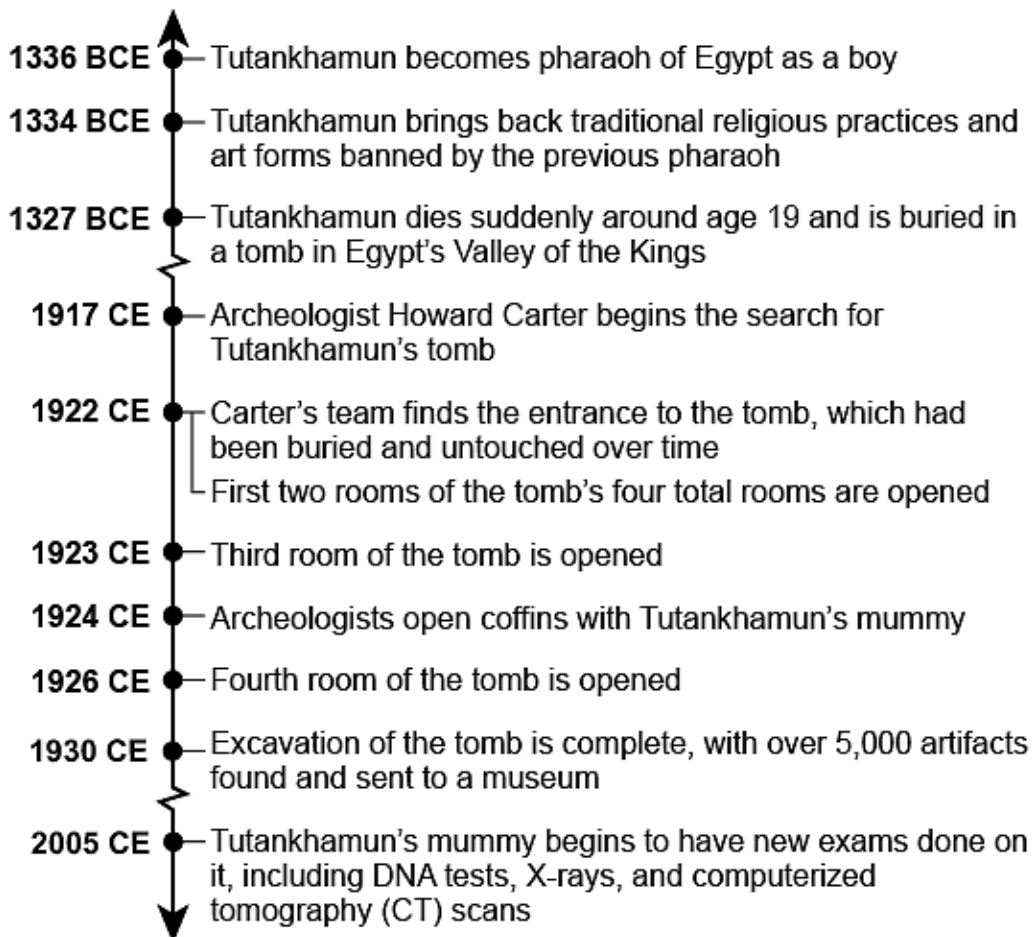 1336 BCE Tutankhamun becomes pharaoh of Egypt as a boy
1334 BCE Tutankhamun brings back traditional religious practices and
art forms banned by the previous pharaoh
1327 BCE Tutankhamun dies suddenly around age 19 and is buried in
a tomb in Egypt's Valley of the Kings
1917 CE Archeologist Howard Carter begins the search for
Tutankhamun's tomb
1922 CE Carter's team finds the entrance to the tomb, which had
been buried and untouched over time
First two rooms of the tomb's four total rooms are opened
1923 CE Third room of the tomb is opened
1924 CE Archeologists open coffins with Tutankhamun's mummy
1926 CE Fourth room of the tomb is opened
1930 CE Excavation of the tomb is complete, with over 5,000 artifacts
found and sent to a museum
2005 CE Tutankhamun's mummy begins to have new exams done on
it, including DNA tests, X-rays, and computerized
tomography (CT) scans